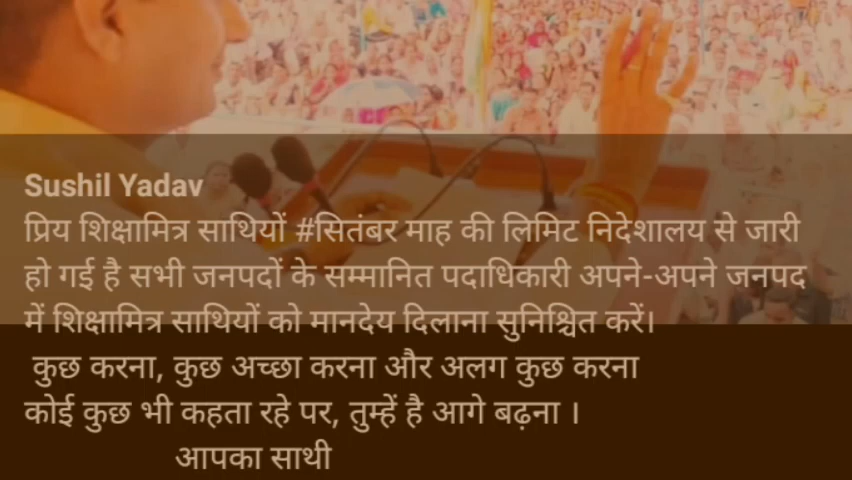 Sushil Yadav
प्रिय शिक्षामित्र साथियों #सितंबर माह की लिमिट निदेशालय से जारी
हो गई है सभी जनपदों के सम्मानित पदाधिकारी अपने-अपने जनपद
में शिक्षामित्र साथियों को मानदेय दिलाना सुनिश्चित करें।
कुछ करना, कुछ अच्छा करना और अलग कुछ करना
कोई कुछ भी कहता रहे पर, तुम्हें है आगे बढ़ना ।
आपका साथी